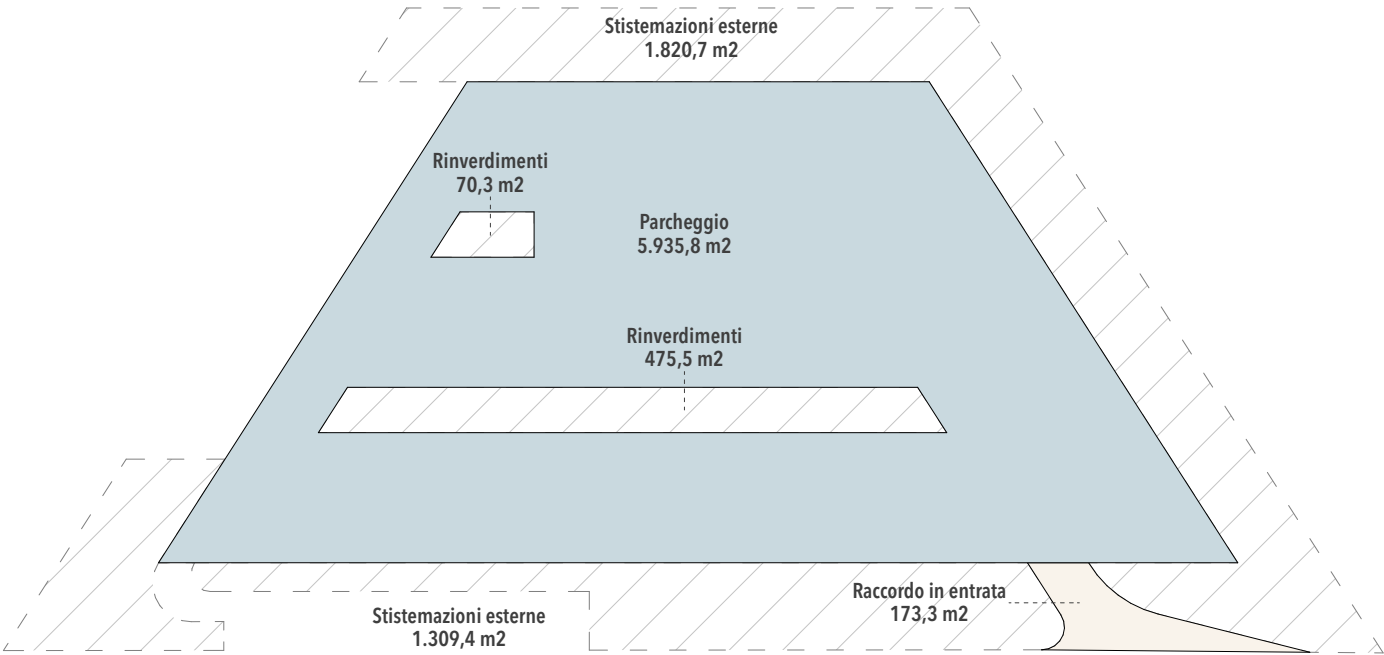 Stistemazioni esterne
1.820,7 m2
Rinverdimenti
70,3 m2
Parcheggio
5.935,8 m2
Rinverdimenti
475,5 m2
Raccordo in entrata
173,3 m2
Stistemazioni esterne
1.309,4 m2